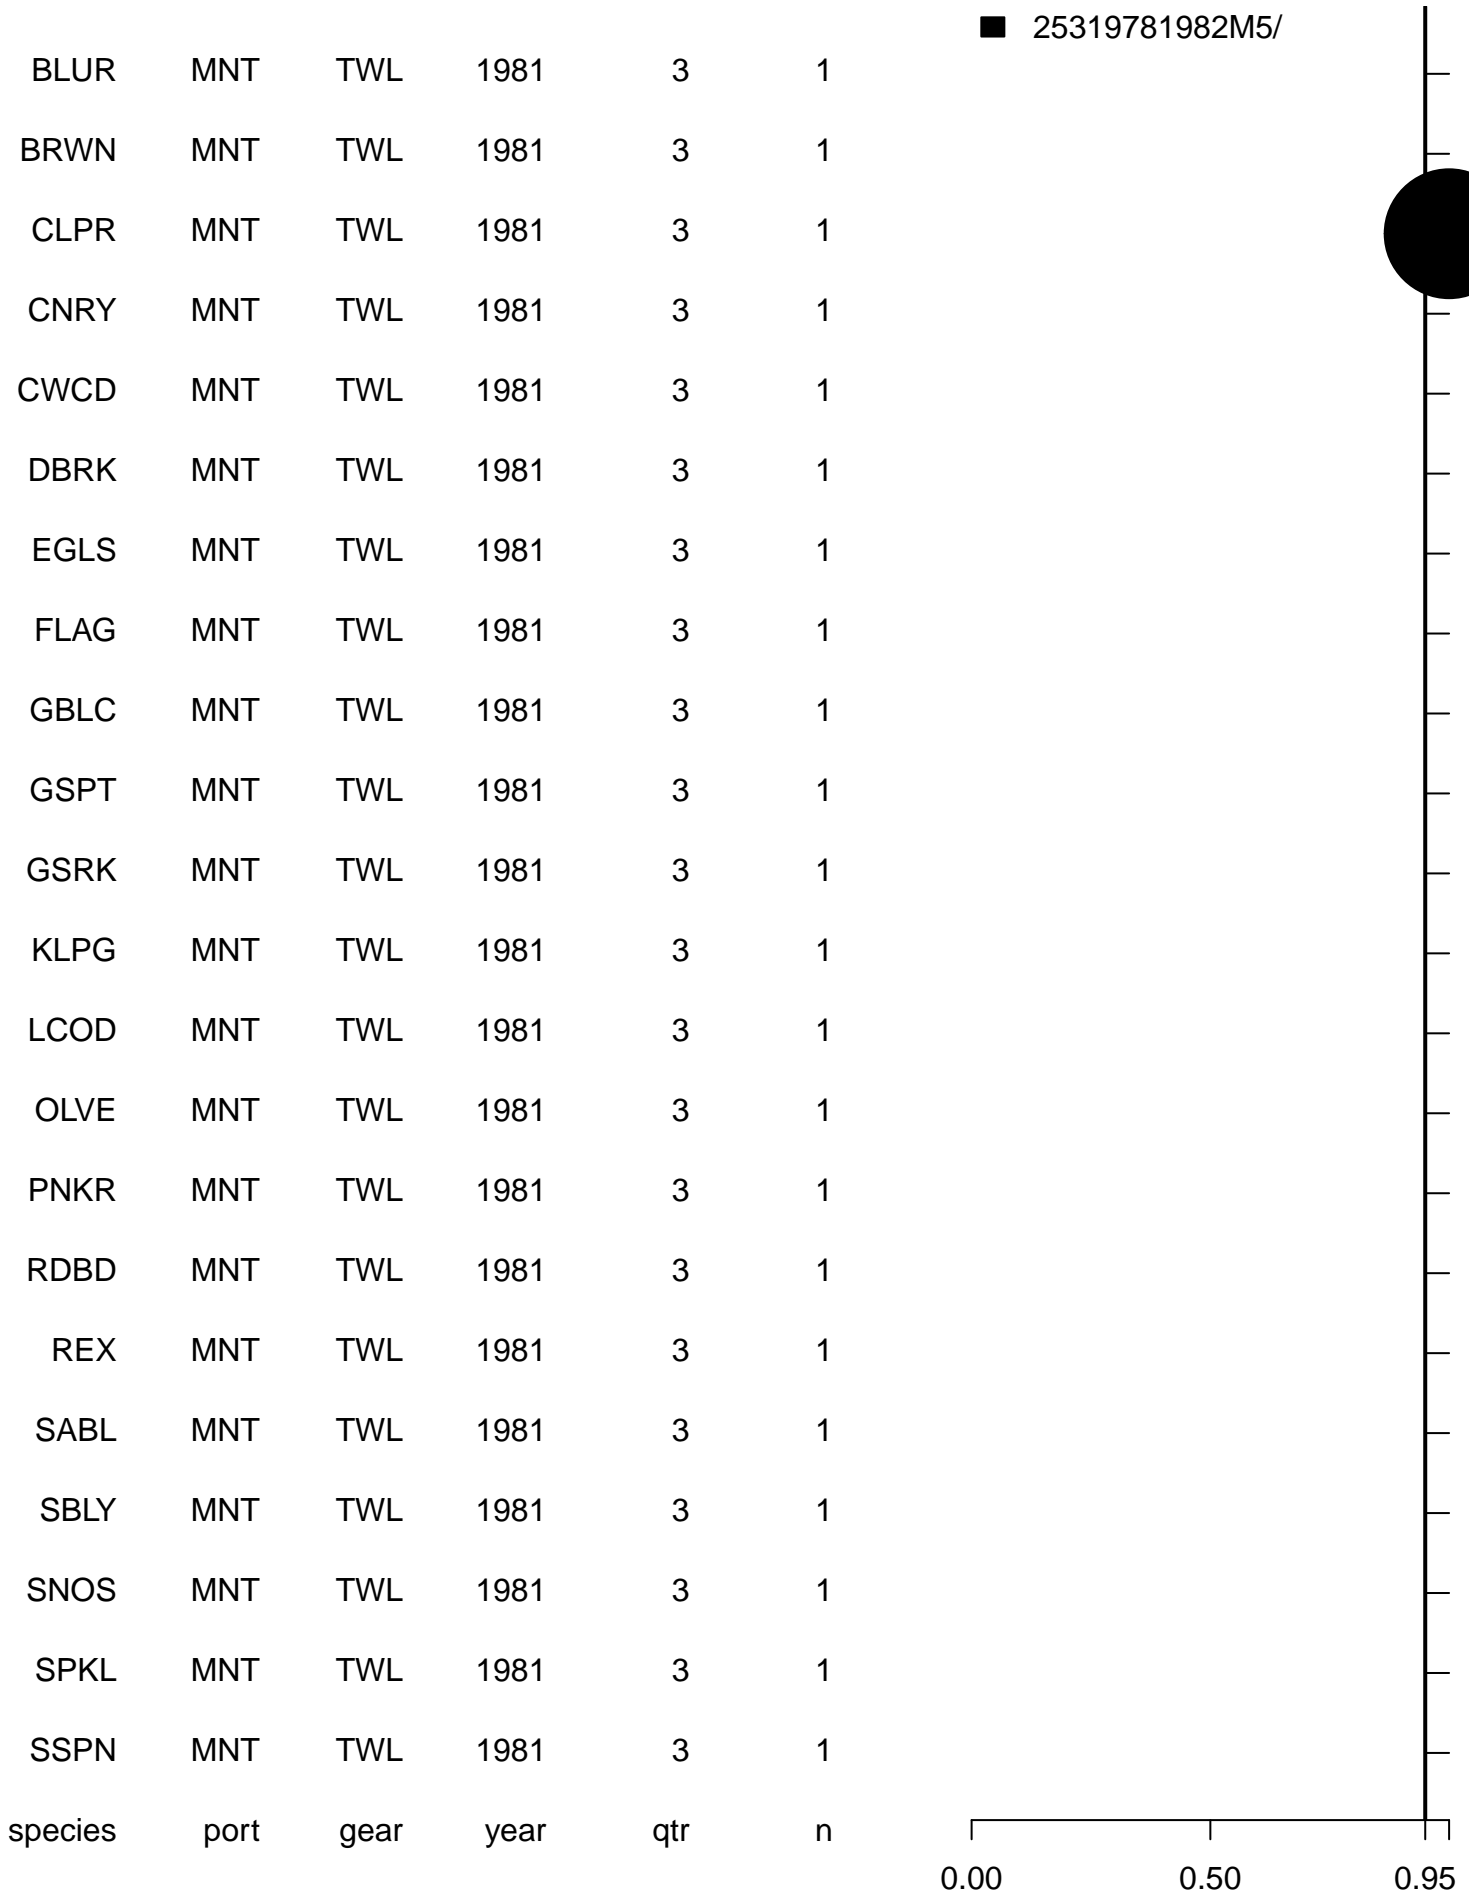 25319781982M5/
BLUR MNT TWL 1981 3 1
BRWN MNT TWL 1981 3 1
CLPR MNT TWL 1981 3 1
CNRY MNT TWL 1981 3 1
CWCD MNT TWL 1981 3 1
DBRK MNT TWL 1981 3 1
EGLS MNT TWL 1981 3 1
FLAG MNT TWL 1981 3 1
GBLC MNT TWL 1981 3 1
GSPT MNT TWL 1981 3 1
GSRK MNT TWL 1981 3 1
KLPG MNT TWL 1981 3 1
LCOD MNT TWL 1981 3 1
OLVE MNT TWL 1981 3 1
PNKR MNT TWL 1981 3 1
RDBD MNT TWL 1981 3 1
REX MNT TWL 1981 3 1
SABL MNT TWL 1981 3 1
SBLY MNT TWL 1981 3 1
SNOS MNT TWL 1981 3 1
SPKL MNT TWL 1981 3 1
SSPN MNT TWL 1981 3 1
species port gear year qtr n
0.00 0.50 0.95